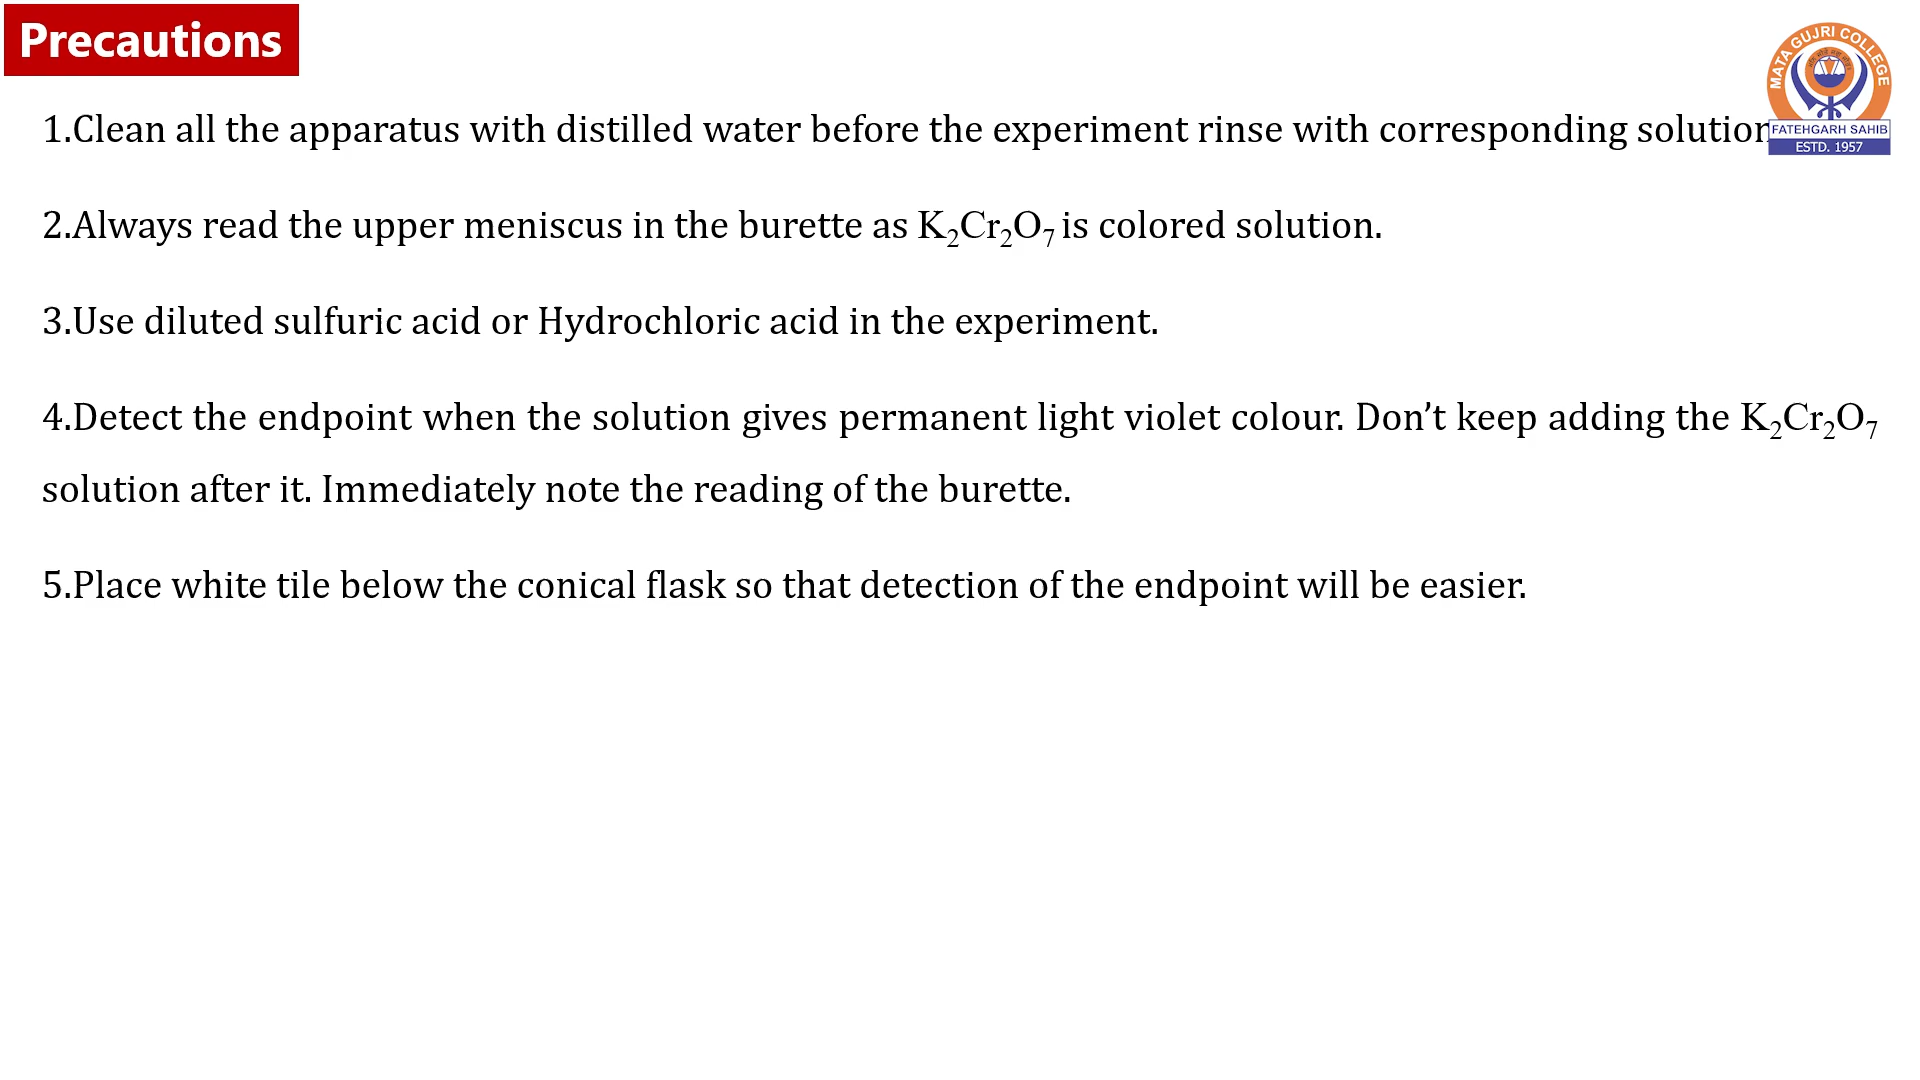 Precautions
MATA GUJRI COLLEGE
FATEHGARH SAHIB
ESTD. 1957
1.Clean all the apparatus with distilled water before the experiment rinse with corresponding solution
2.Always read the upper meniscus in the burette as K₂Cr₂O₇ is colored solution.
3.Use diluted sulfuric acid or Hydrochloric acid in the experiment.
4.Detect the endpoint when the solution gives permanent light violet colour. Don’t keep adding the K₂Cr₂O₇
solution after it. Immediately note the reading of the burette.
5.Place white tile below the conical flask so that detection of the endpoint will be easier.